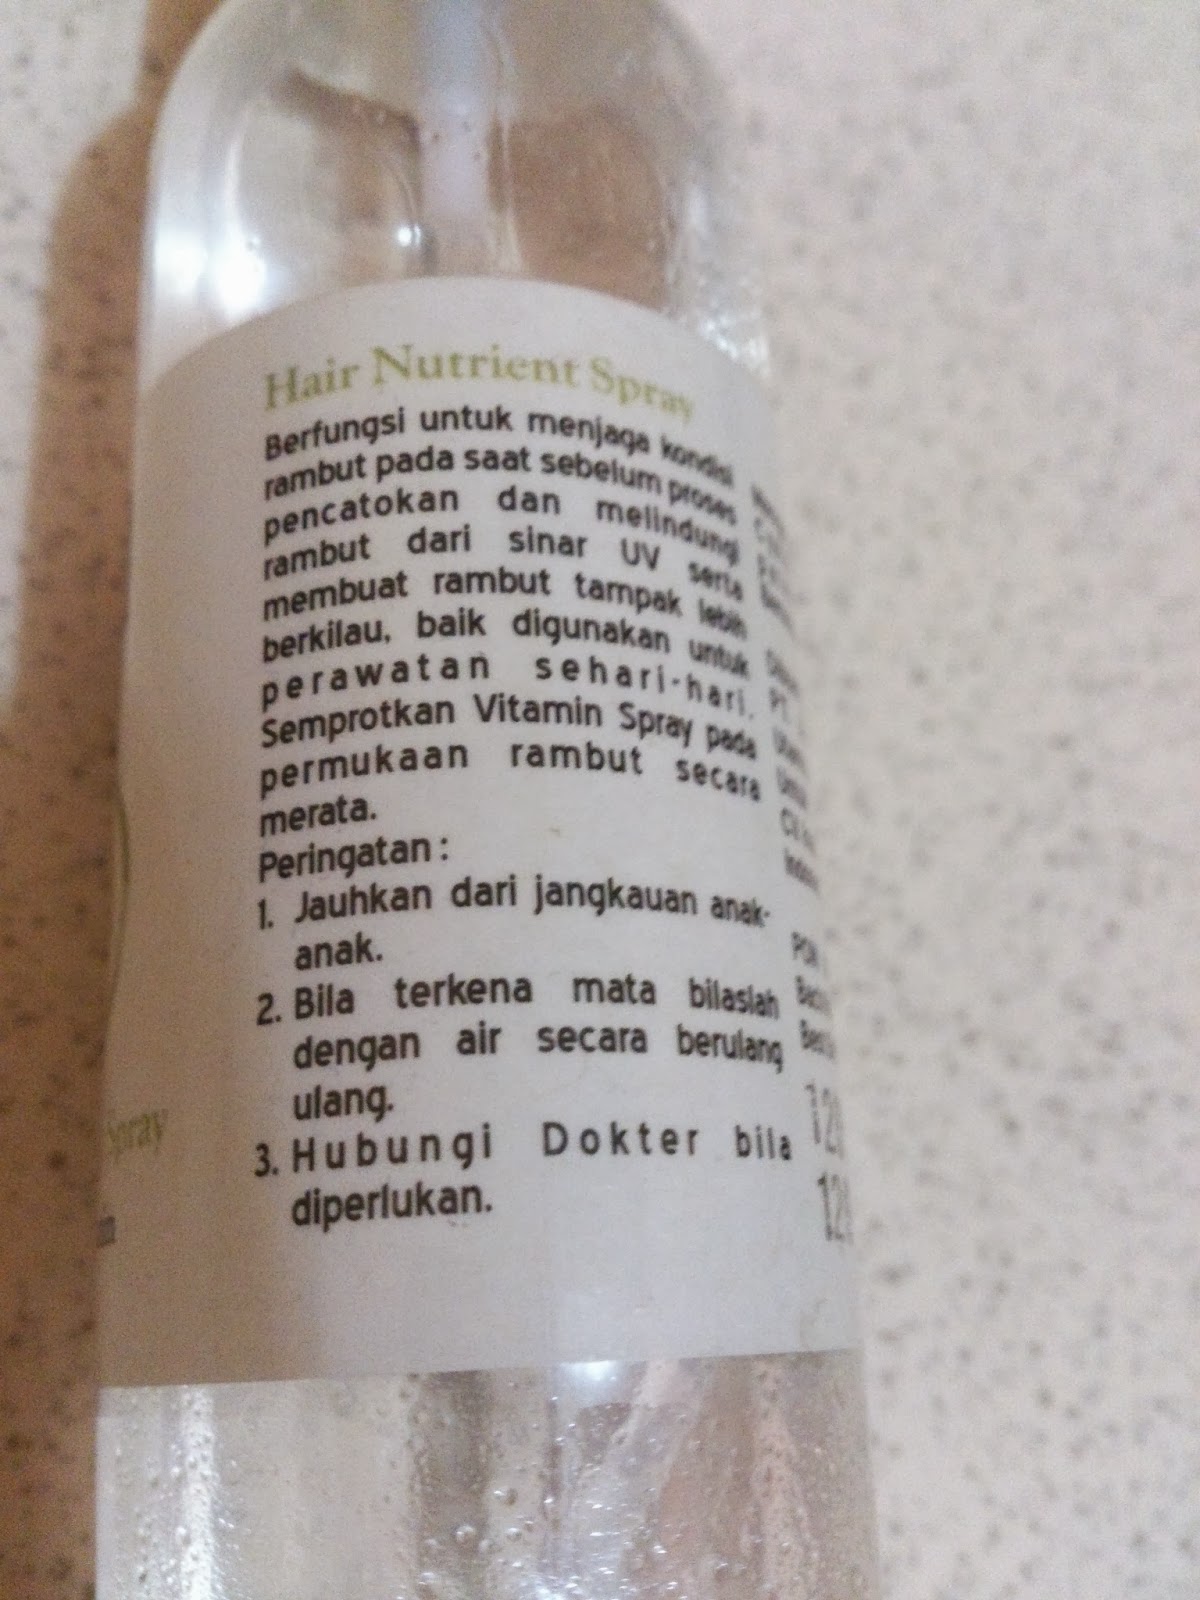 Hair Nutrient Spray
Berfungsi untuk menjaga kondisi
rambut pada saat sebelum proses
pencatokan dan melindungi
rambut dari sinar UV serta
membuat rambut tampak lebih
berkilau, baik digunakan untuk
perawatan sehari-hari.
Semprotkan Vitamin Spray pada
permukaan rambut secara
merata.
Peringatan :
1. Jauhkan dari jangkauan anak-
anak.
2. Bila terkena mata bilaslah
dengan air secara berulang
ulang.
3. Hubungi Dokter bila
diperlukan.
Spray